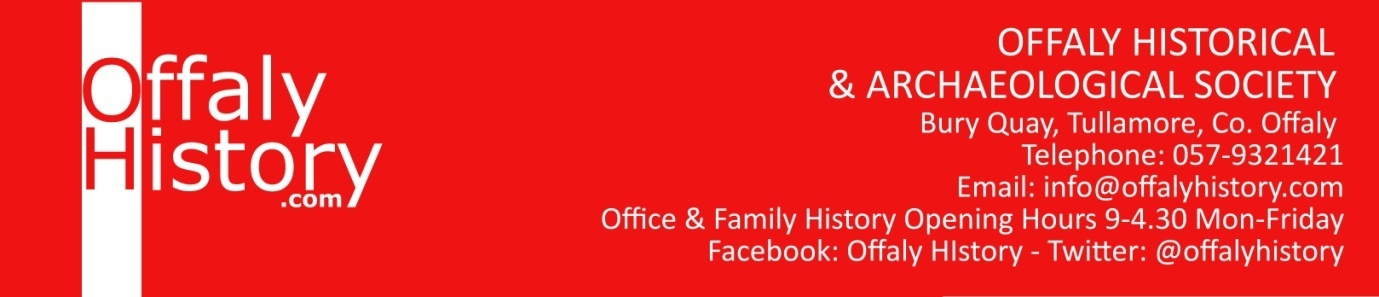 Offaly
History
.com
OFFALY HISTORICAL
& ARCHAEOLOGICAL SOCIETY
Bury Quay, Tullamore, Co. Offaly
Telephone: 057-9321421
Email: info@offalyhistory.com
Office & Family History Opening Hours 9-4.30 Mon-Friday
Facebook: Offaly HIstory - Twitter: @offalyhistory